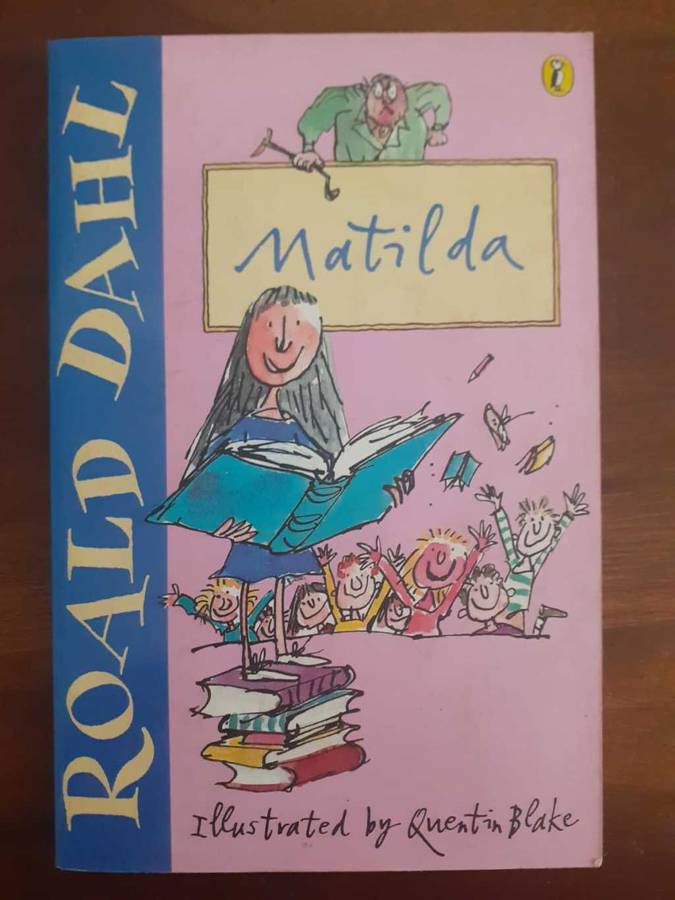 ROALD DAHL
Matilda
Illustrated by Quentin Blake